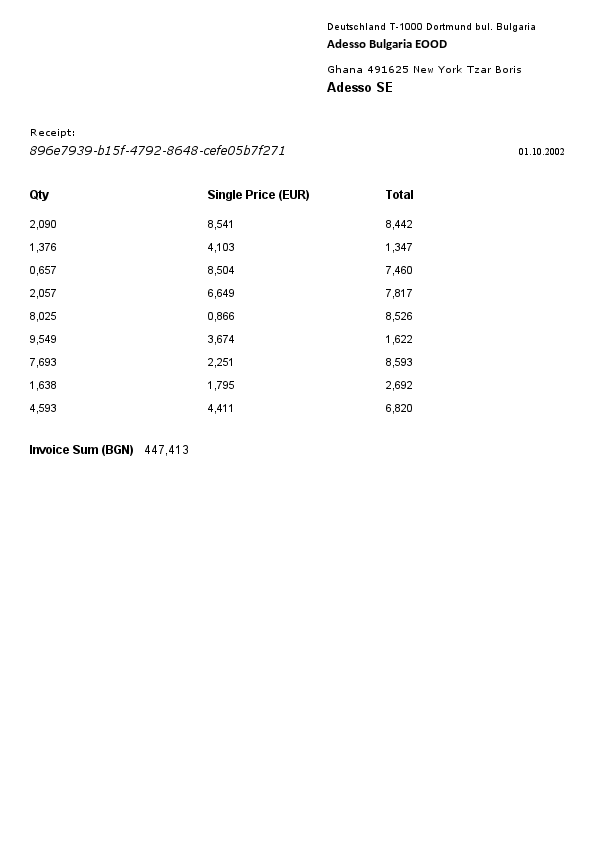 Deutschland T-1000 Dortmund bul. Bulgaria
Adesso Bulgaria EOOD
Ghana 491625 New York Tzar Boris
Adesso SE
Receipt:
896e7939-b15f-4792-8648-cefe05b7f271 01.10.2002
Qty Single Price (EUR) Total
2,090 8,541 8,442
1,376 4,103 1,347
0,657 8,504 7,460
2,057 6,649 7,817
8,025 0,866 8,526
9,549 3,674 1,622
7,693 2,251 8,593
1,638 1,795 2,692
4,593 4,411 6,820
Invoice Sum (BGN) 447,413